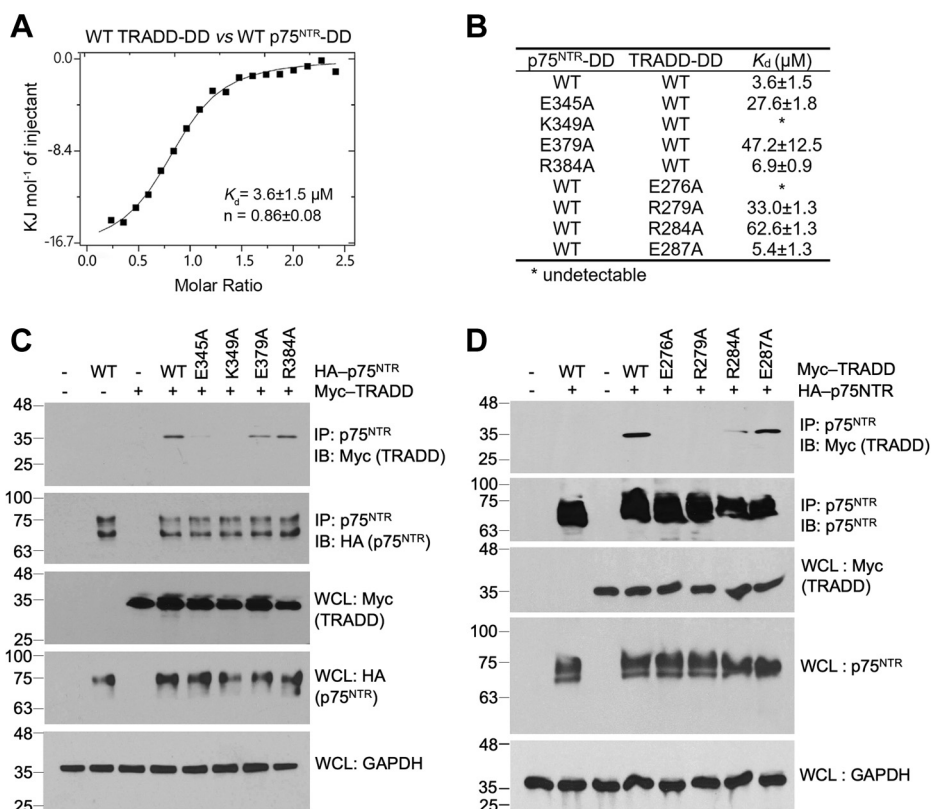 A
WT TRADD-DD vs WT p75NTR-DD
0.0
-8.4
-16.7
KJ mol-1 of injectant
Kd= 3.6±1.5 µM
n = 0.86±0.08
0.0 0.5 1.0 1.5 2.0 2.5
Molar Ratio
B
p75NTR-DD TRADD-DD Kd (µM)
WT WT 3.6±1.5
E345A WT 27.6±1.8
K349A WT *
E379A WT 47.2±12.5
R384A WT 6.9±0.9
WT E276A *
WT R279A 33.0±1.3
WT R284A 62.6±1.3
WT E287A 5.4±1.3
* undetectable
C
- WT - WT E345A K349A E379A R384A HA–p75NTR
- - + + + + + + Myc–TRADD
48
35
25
IP: p75NTR
IB: Myc (TRADD)
100
75
63
IP: p75NTR
IB: HA (p75NTR)
48
35
25
WCL: Myc
(TRADD)
100
75
63
WCL: HA
(p75NTR)
48
35
25
WCL: GAPDH
D
- WT - WT E276A R279A R284A E287A Myc–TRADD
- + - + + + + + HA–p75NTR
48
35
25
IP: p75NTR
IB: Myc (TRADD)
100
75
63
IP: p75NTR
IB: p75NTR
48
35
WCL : Myc
(TRADD)
100
75
63
WCL : p75NTR
48
35
25
WCL : GAPDH